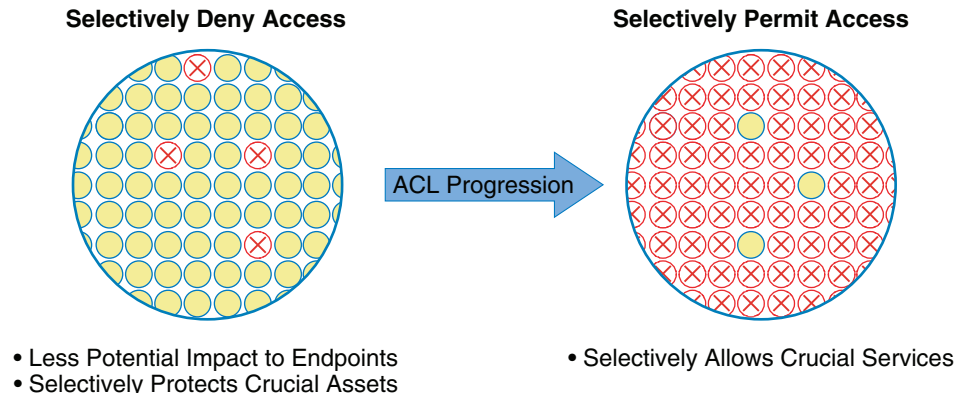 Selectively Deny Access
Selectively Permit Access
ACL Progression
• Less Potential Impact to Endpoints
• Selectively Protects Crucial Assets
• Selectively Allows Crucial Services